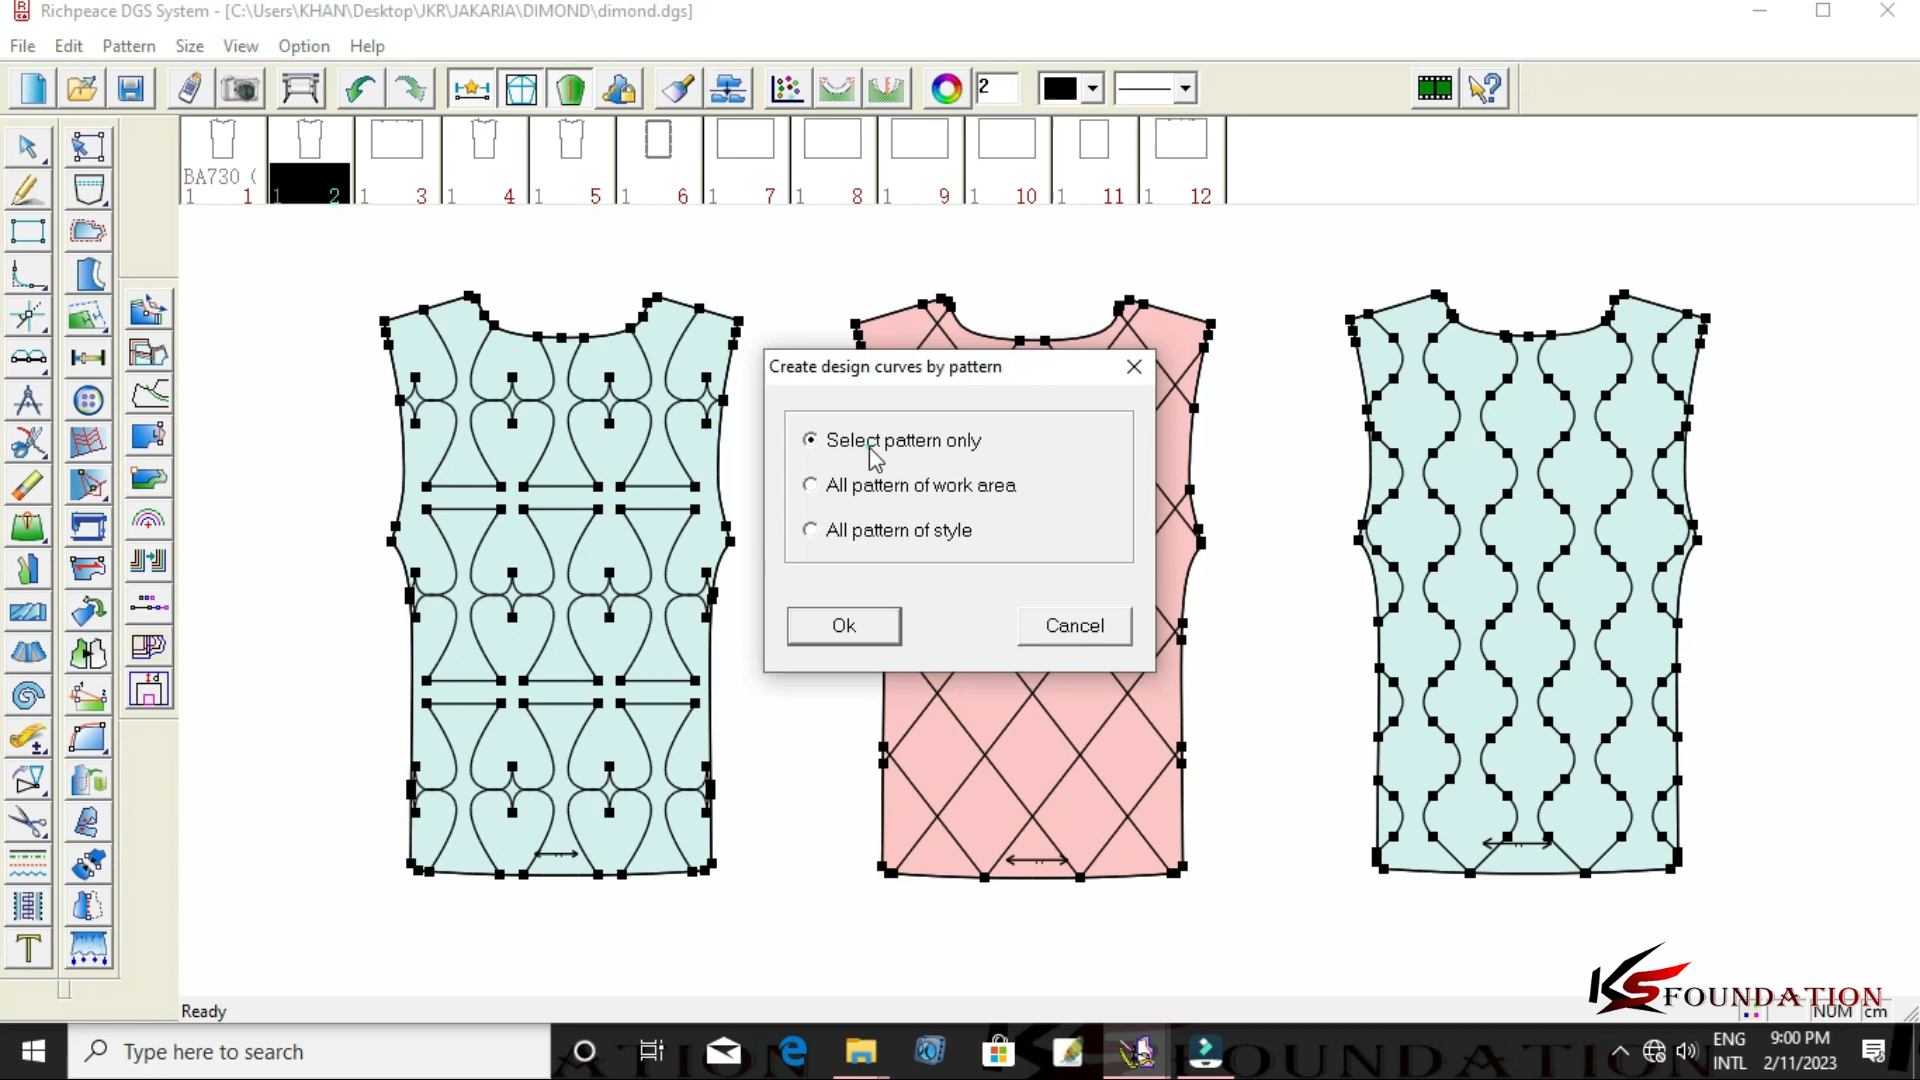 Richpeace DGS System - [C:\Users\KHAN\Desktop\JKR\JAKARIA\DIMOND\dimond.dgs]
File Edit Pattern Size View Option Help
2
BA730 (
1 1 1 2 1 3 1 4 1 5 1 6 1 7 1 8 1 9 1 10 1 11 1 12
Create design curves by pattern
Select pattern only
All pattern of work area
All pattern of style
Ok Cancel
KS FOUNDATION
Ready NUM cm
Type here to search
ENG 9:00 PM
INTL 2/11/2023